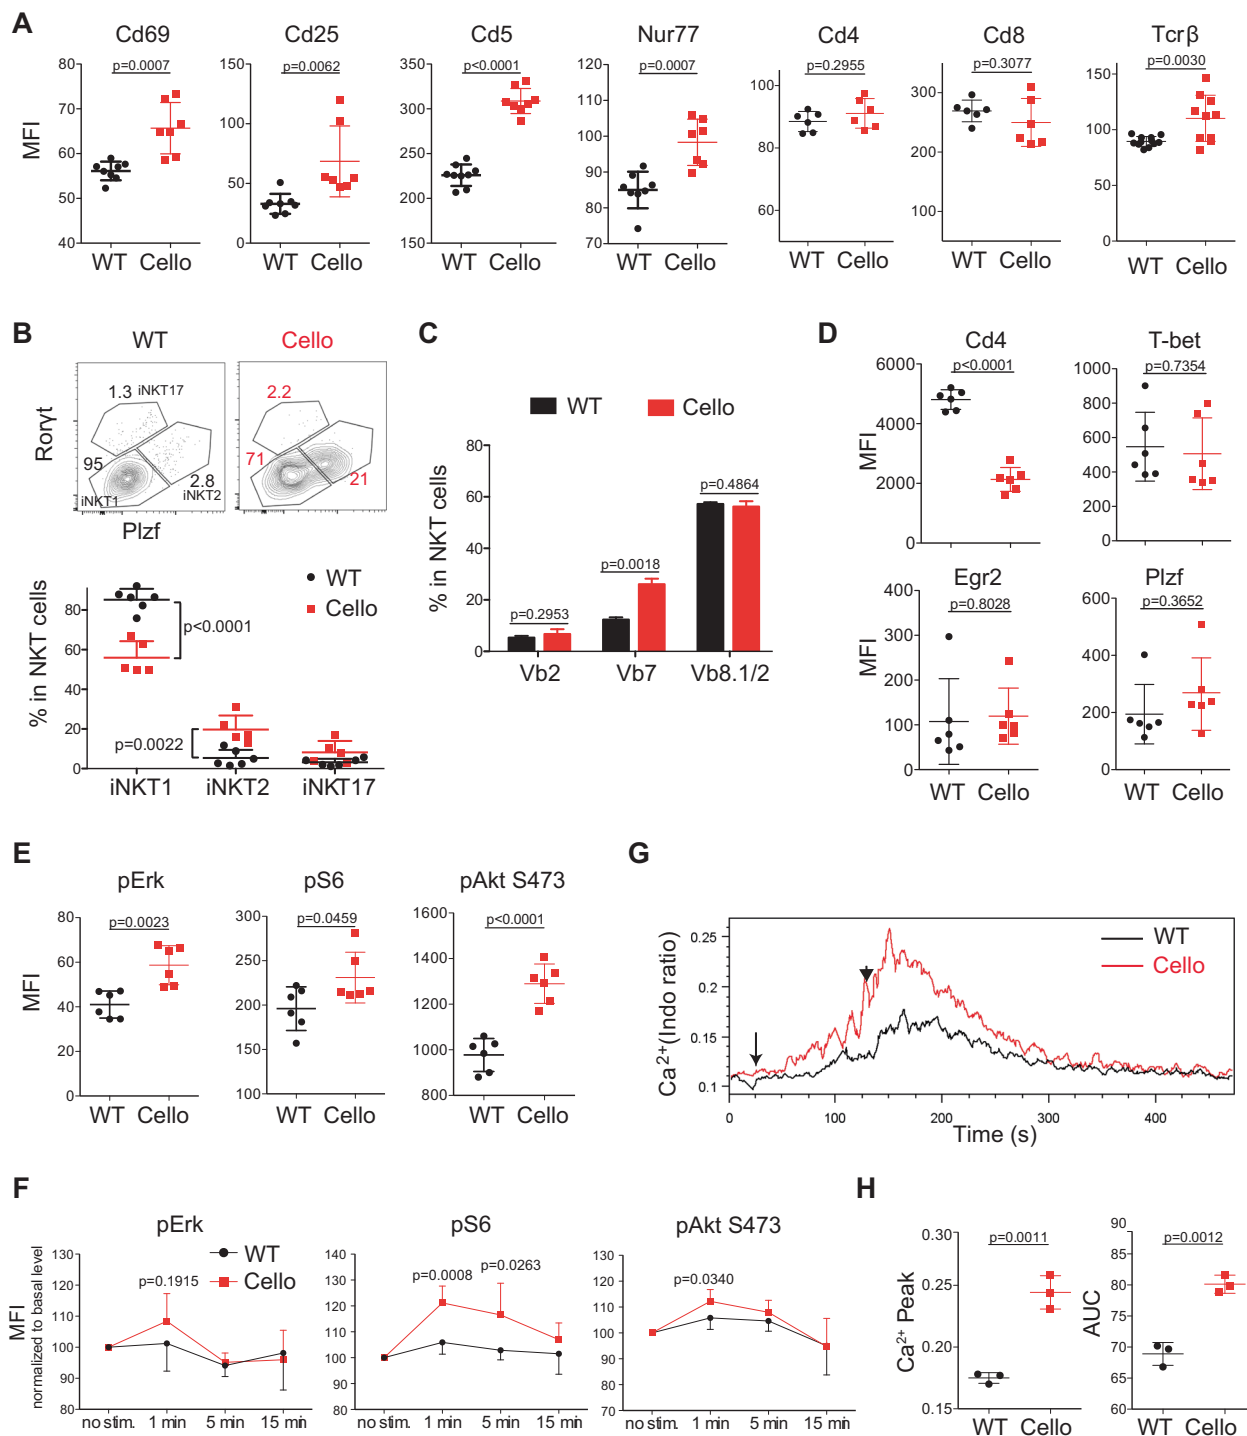 A
Cd69 Cd25 Cd5 Nur77 Cd4 Cd8 Tcrβ
p=0.0007 p=0.0062 p<0.0001 p=0.0007 p=0.2955 p=0.3077 p=0.0030
MFI
80 70 60 50 40
150 100 50 0
350 300 250 200 150
120 110 100 90 80 70
100 80 60
300 200 100
150 100 50 0
WT Cello WT Cello WT Cello WT Cello WT Cello WT Cello WT Cello
B
WT Cello
Rorγt
1.3 iNKT17
95
iNKT1
2.8
iNKT2
2.2
71
21
Plzf
WT
Cello
% in NKT cells
80 60 40 20 0
p<0.0001
p=0.0022
iNKT1 iNKT2 iNKT17
C
WT Cello
% in NKT cells
80 60 40 20 0
p=0.2953 p=0.0018 p=0.4864
Vb2 Vb7 Vb8.1/2
D
Cd4 T-bet
p<0.0001 p=0.7354
MFI
6000 4000 2000 0
1000 800 600 400 200 0
Egr2 Plzf
p=0.8028 p=0.3652
MFI
400 300 200 100 0
600 400 200 0
WT Cello WT Cello
E
pErk pS6 pAkt S473
p=0.0023 p=0.0459 p<0.0001
MFI
80 60 40 20 0
300 250 200 150 100
1600 1400 1200 1000 800
WT Cello WT Cello WT Cello
G
WT
Cello
Ca2+(Indo ratio)
0.25 0.2 0.15 0.1
0 100 200 300 400
Time (s)
F
pErk pS6 pAkt S473
WT
Cello
MFI
normalized to basal level
p=0.1915 p=0.0008 p=0.0263 p=0.0340
130 120 110 100 90 80
140 130 120 110 100 90 80
130 120 110 100 90 80 70
no stim. 1 min 5 min 15 min no stim. 1 min 5 min 15 min no stim. 1 min 5 min 15 min
H
p=0.0011 p=0.0012
Ca2+ Peak
0.30 0.25 0.20 0.15
AUC
90 85 80 75 70 65 60
WT Cello WT Cello